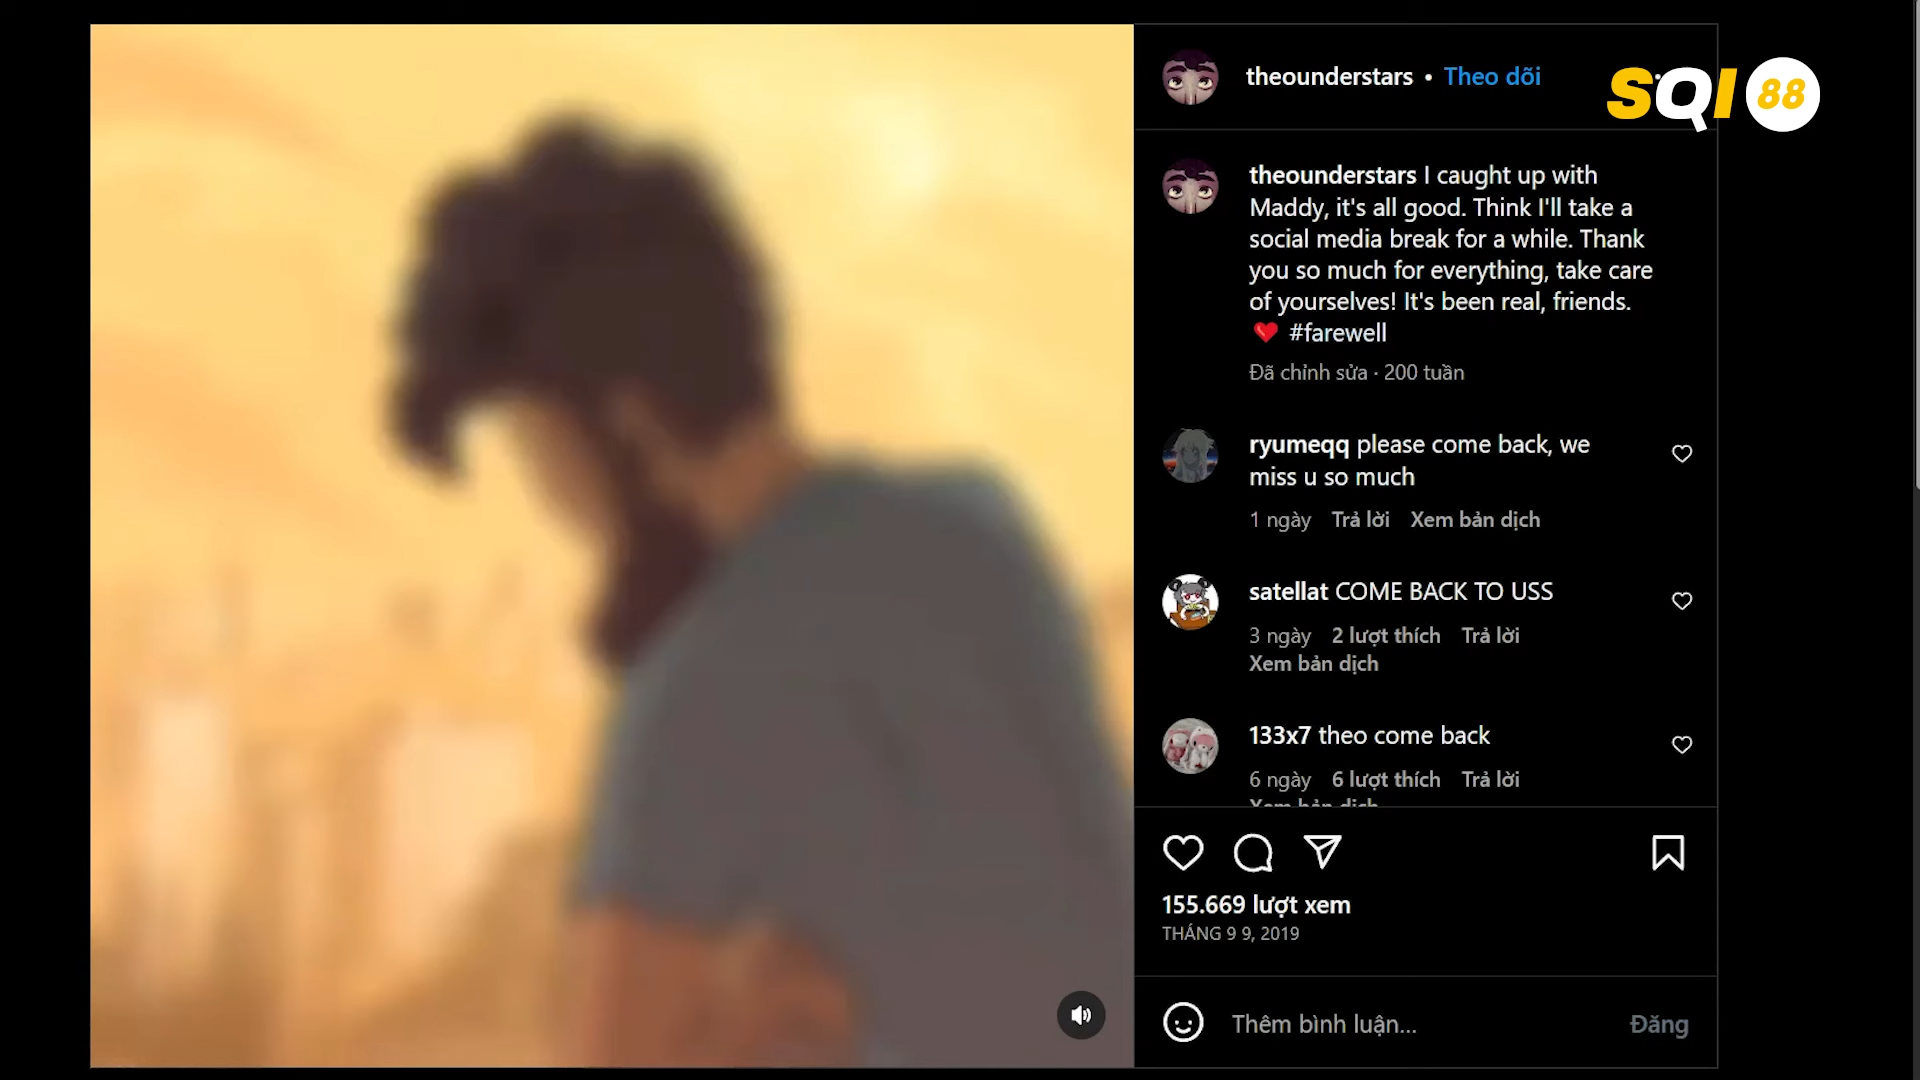 theounderstars • Theo dõi
SQI 88
theounderstars I caught up with
Maddy, it's all good. Think I'll take a
social media break for a while. Thank
you so much for everything, take care
of yourselves! It's been real, friends.
❤️ #farewell
Đã chỉnh sửa · 200 tuần
ryumeqq please come back, we
miss u so much
1 ngày Trả lời Xem bản dịch
satellat COME BACK TO USS
3 ngày 2 lượt thích Trả lời
Xem bản dịch
133x7 theo come back
6 ngày 6 lượt thích Trả lời
Xem bản dịch
155.669 lượt xem
THÁNG 9 9, 2019
Thêm bình luận...
Đăng